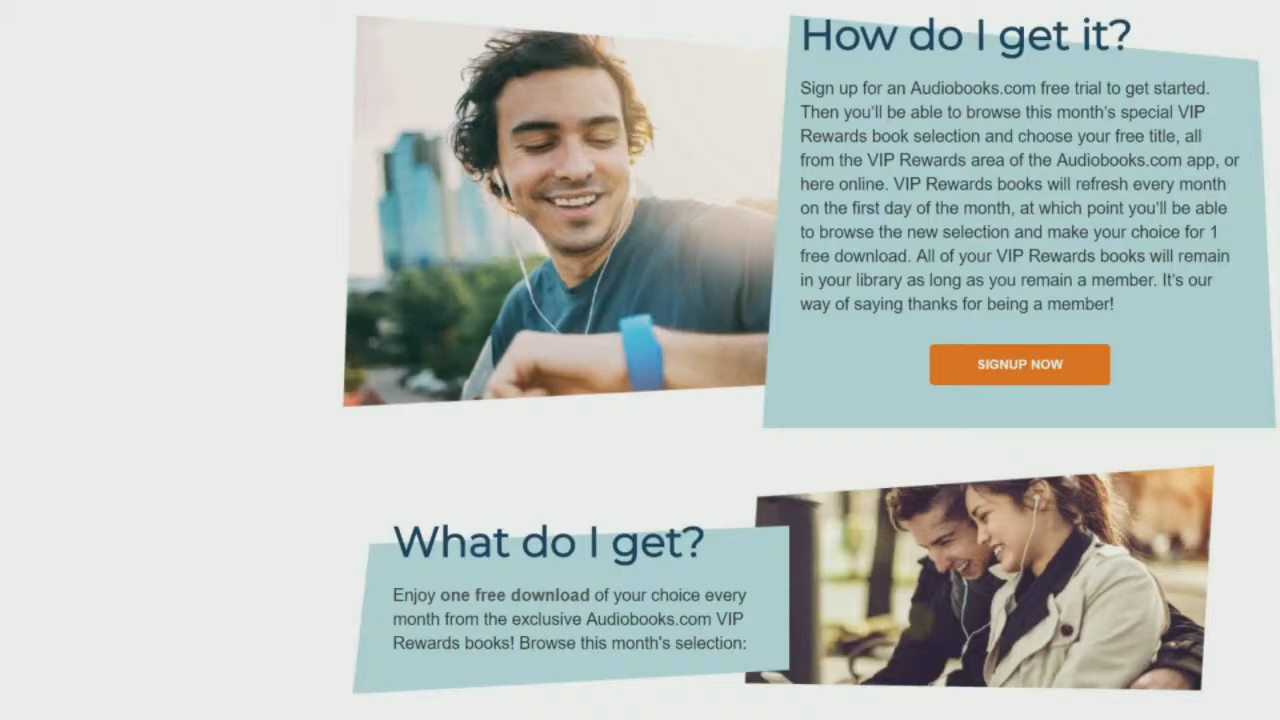 How do I get it?
Sign up for an Audiobooks.com free trial to get started.
Then you'll be able to browse this month's special VIP
Rewards book selection and choose your free title, all
from the VIP Rewards area of the Audiobooks.com app, or
here online. VIP Rewards books will refresh every month
on the first day of the month, at which point you'll be able
to browse the new selection and make your choice for 1
free download. All of your VIP Rewards books will remain
in your library as long as you remain a member. It's our
way of saying thanks for being a member!
SIGNUP NOW
What do I get?
Enjoy one free download of your choice every
month from the exclusive Audiobooks.com VIP
Rewards books! Browse this month's selection: